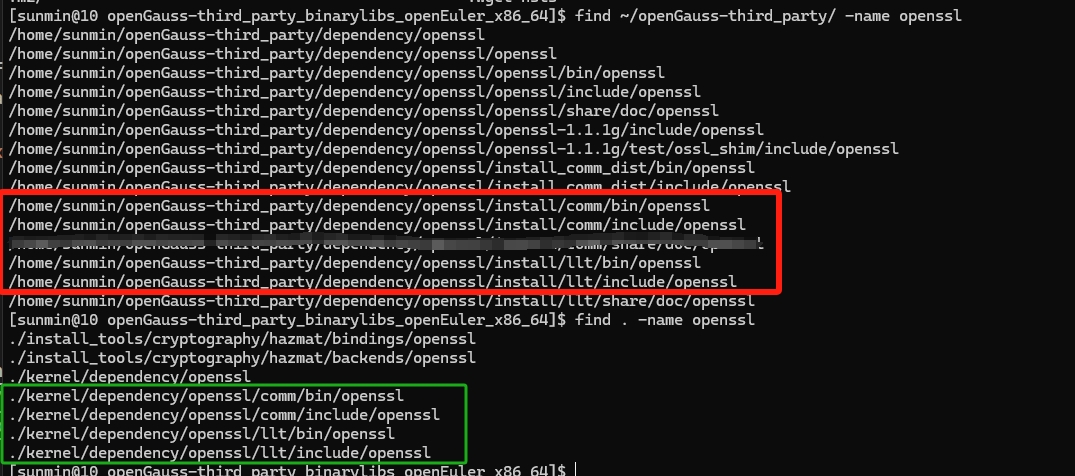 [sunmin@10 openGauss-third_party_binarylibs_openEuler_x86_64]$ find ~/openGauss-third_party/ -name openssl
/home/sunmin/openGauss-third_party/dependency/openssl
/home/sunmin/openGauss-third_party/dependency/openssl/openssl
/home/sunmin/openGauss-third_party/dependency/openssl/openssl/bin/openssl
/home/sunmin/openGauss-third_party/dependency/openssl/openssl/include/openssl
/home/sunmin/openGauss-third_party/dependency/openssl/openssl/share/doc/openssl
/home/sunmin/openGauss-third_party/dependency/openssl/openssl-1.1.1g/include/openssl
/home/sunmin/openGauss-third_party/dependency/openssl/openssl-1.1.1g/test/ossl_shim/include/openssl
/home/sunmin/openGauss-third_party/dependency/openssl/install_comm_dist/bin/openssl
/home/sunmin/openGauss-third_party/dependency/openssl/install_comm_dist/include/openssl
/home/sunmin/openGauss-third_party/dependency/openssl/install/comm/bin/openssl
/home/sunmin/openGauss-third_party/dependency/openssl/install/comm/include/openssl
/home/sunmin/openGauss-third_party/dependency/openssl/install/llt/bin/openssl
/home/sunmin/openGauss-third_party/dependency/openssl/install/llt/include/openssl
/home/sunmin/openGauss-third_party/dependency/openssl/install/llt/share/doc/openssl
[sunmin@10 openGauss-third_party_binarylibs_openEuler_x86_64]$ find . -name openssl
./install_tools/cryptography/hazmat/bindings/openssl
./install_tools/cryptography/hazmat/backends/openssl
./kernel/dependency/openssl
./kernel/dependency/openssl/comm/bin/openssl
./kernel/dependency/openssl/comm/include/openssl
./kernel/dependency/openssl/llt/bin/openssl
./kernel/dependency/openssl/llt/include/openssl
[sunmin@10 openGauss-third_party_binarylibs_openEuler_x86_64]$